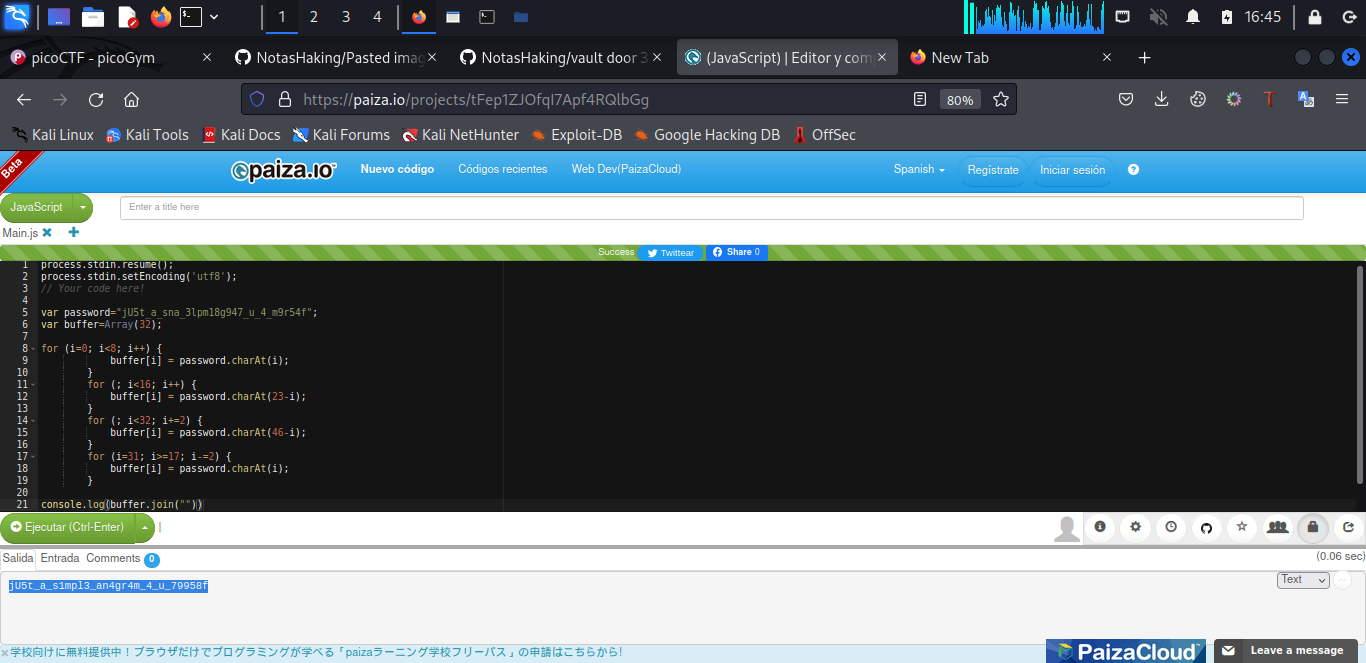 1 2 3 4 16:45
picoCTF - picoGym NotasHaking/Pasted imag NotasHaking/vault door 3 (JavaScript) | Editor y com New Tab
https://paiza.io/projects/tFep1ZJOfqI7Apf4RQlbGg 80%
Kali Linux Kali Tools Kali Docs Kali Forums Kali NetHunter Exploit-DB Google Hacking DB OffSec
Beta
paiza.io Nuevo código Códigos recientes Web Dev(PaizaCloud) Spanish Regístrate Iniciar sesión ?
JavaScript Enter a title here
Main.js
Success Twittear Share 0
1 process.stdin.resume();
2 process.stdin.setEncoding('utf8');
3 // Your code here!
4
5 var password="jU5t_a_sna_3lpm18g947_u_4_m9r54f";
6 var buffer=Array(32);
7
8 for (i=0; i<8; i++) {
9 buffer[i] = password.charAt(i);
10 }
11 for (; i<16; i++) {
12 buffer[i] = password.charAt(23-i);
13 }
14 for (; i<32; i+=2) {
15 buffer[i] = password.charAt(46-i);
16 }
17 for (i=31; i>=17; i-=2) {
18 buffer[i] = password.charAt(i);
19 }
20
21 console.log(buffer.join(""))
Ejecutar (Ctrl-Enter)
Salida Entrada Comments 0 (0.06 sec)
jU5t_a_s1mpl3_an4gr4m_4_u_79958f
Text
学校向けに無料提供中！ブラウザだけでプログラミングが学べる「paizaラーニング学校フリーパス」の申請はこちらから!
PaizaCloud Leave a message